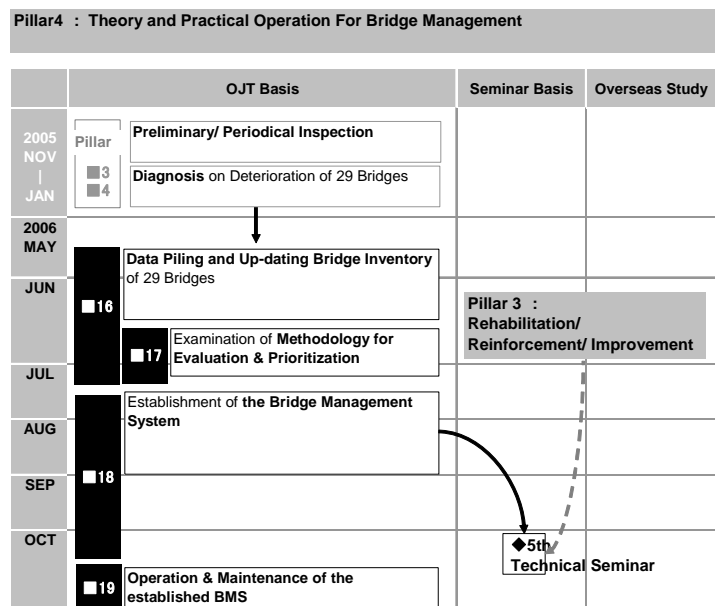 Pillar4 : Theory and Practical Operation For Bridge Management
OJT Basis
Seminar Basis
Overseas Study
2005
NOV
|
JAN
Pillar
■3
■4
Preliminary/ Periodical Inspection
Diagnosis on Deterioration of 29 Bridges
2006
MAY
Data Piling and Up-dating Bridge Inventory
of 29 Bridges
JUN
■16
Pillar 3 :
Rehabilitation/
Reinforcement/ Improvement
■17
Examination of Methodology for
Evaluation & Prioritization
JUL
Establishment of the Bridge Management
System
AUG
■18
SEP
OCT
◆5th
Technical Seminar
■19
Operation & Maintenance of the
established BMS